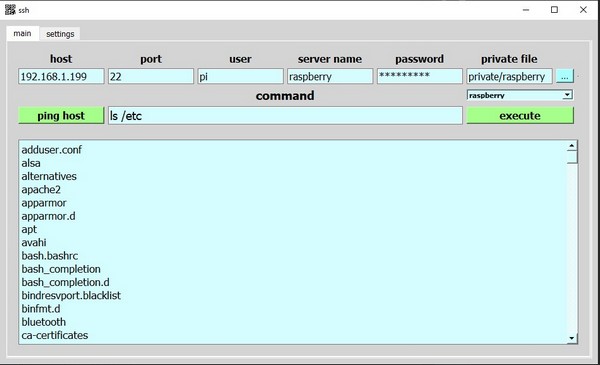 ssh
main settings
host port user server name password private file
192.168.1.199 22 pi raspberry ********* private/raspberry ...
command raspberry
ping host ls /etc execute
adduser.conf
alsa
alternatives
apache2
apparmor
apparmor.d
apt
avahi
bash.bashrc
bash_completion
bash_completion.d
bindresvport.blacklist
binfmt.d
bluetooth
ca-certificates